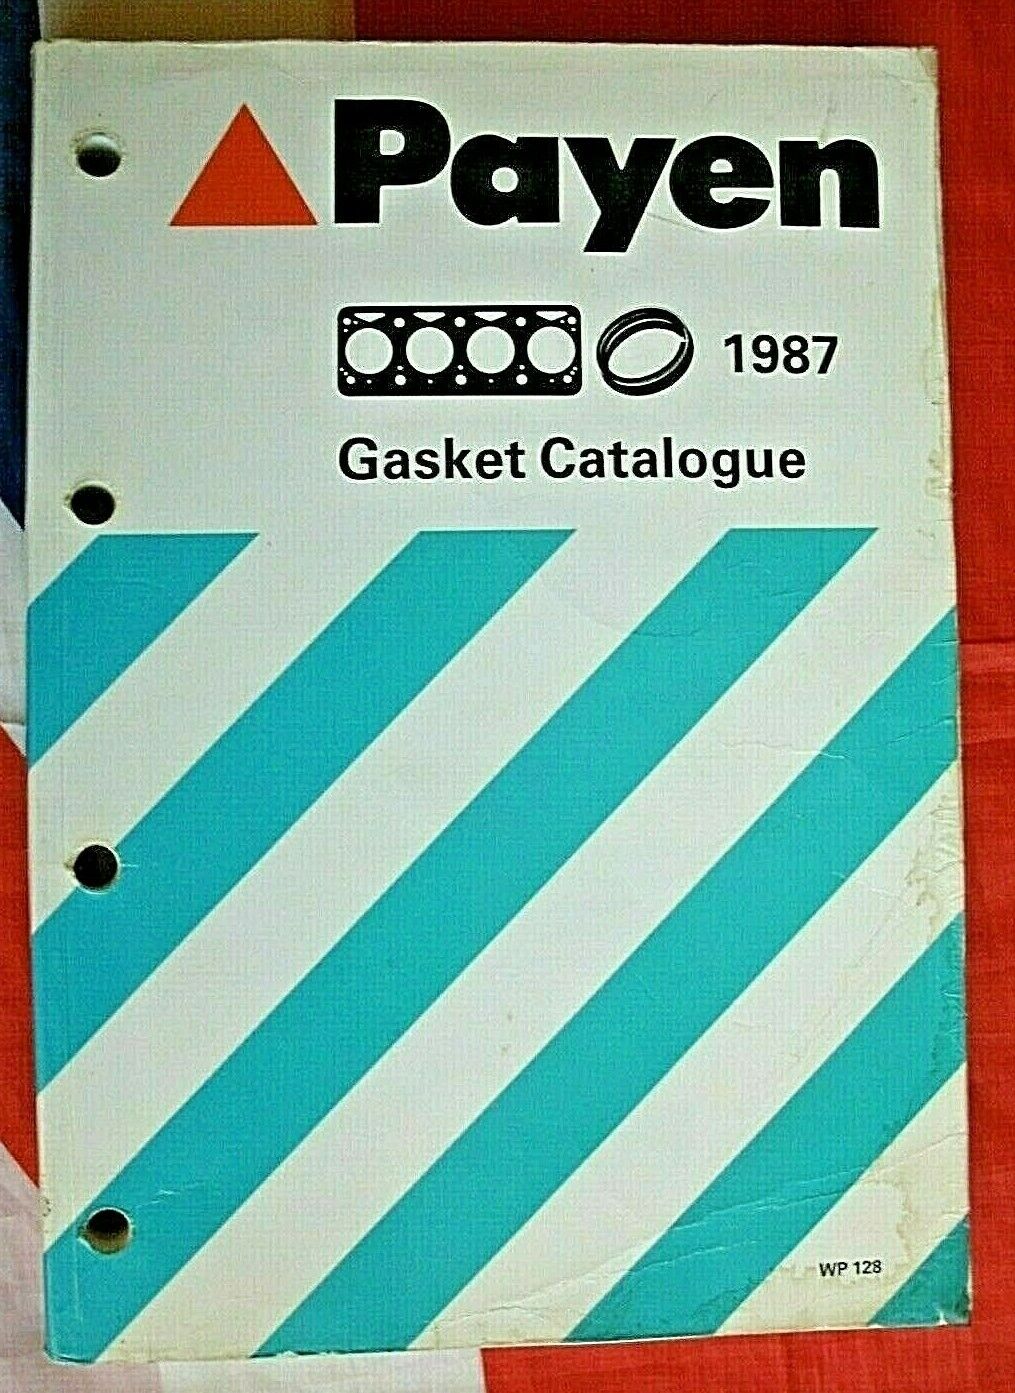 Payen
1987
Gasket Catalogue
WP 128